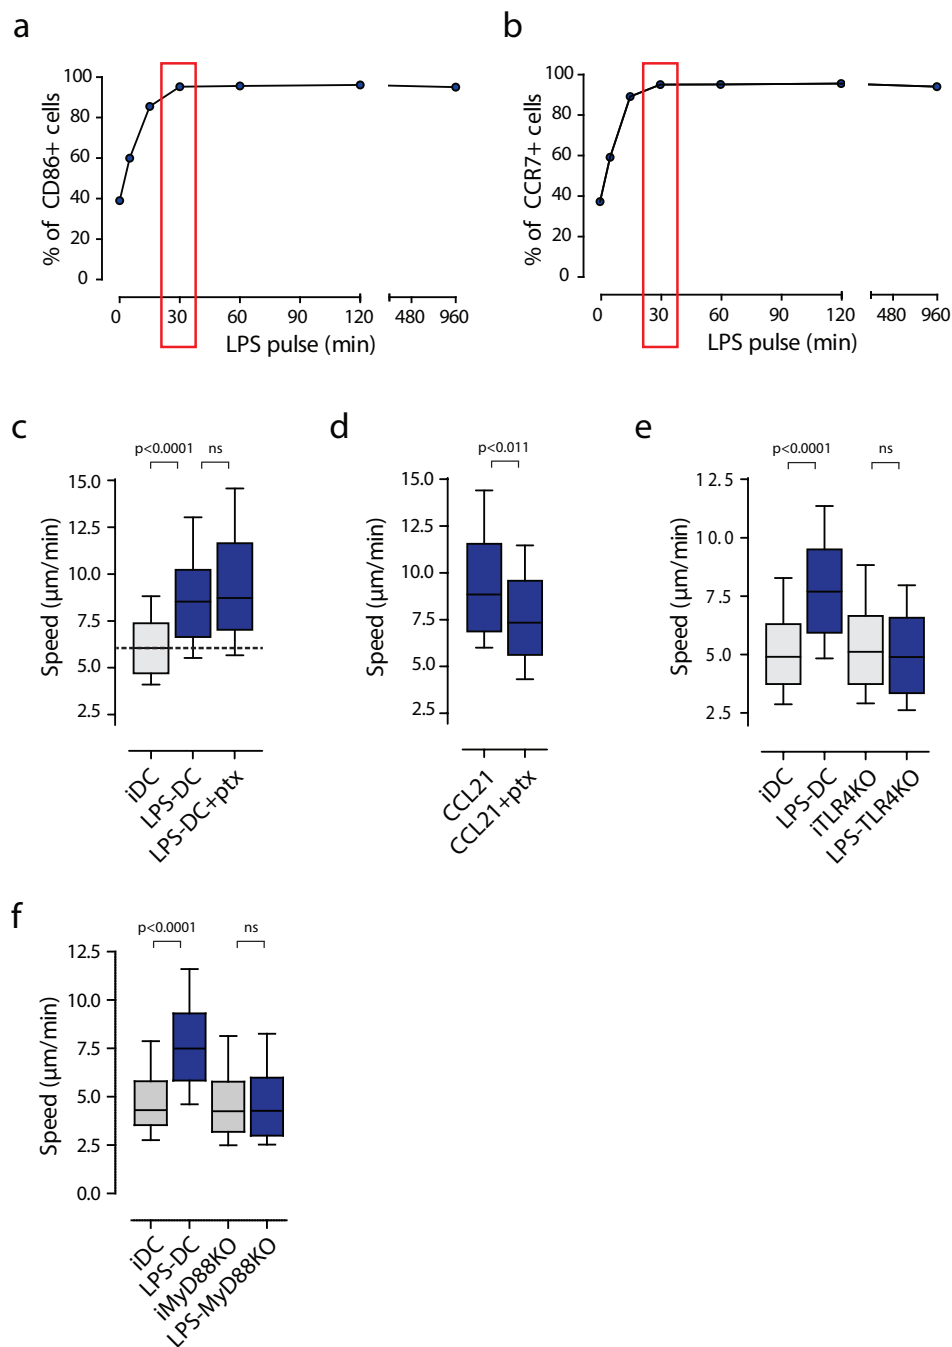 a
% of CD86+ cells
100
80
60
40
20
0
0 30 60 90 120 480 960
LPS pulse (min)
b
% of CCR7+ cells
100
80
60
40
20
0
0 30 60 90 120 480 960
LPS pulse (min)
c
p<0.0001 ns
Speed (µm/min)
15.0
12.5
10.0
7.5
5.0
2.5
iDC
LPS-DC
LPS-DC+ptx
d
p<0.011
Speed (µm/min)
15.0
12.5
10.0
7.5
5.0
2.5
CCL21
CCL21+ptx
e
p<0.0001 ns
Speed (µm/min)
12.5
10.0
7.5
5.0
2.5
iDC
LPS-DC
iTLR4KO
LPS-TLR4KO
f
p<0.0001 ns
Speed (µm/min)
12.5
10.0
7.5
5.0
2.5
0.0
iDC
LPS-DC
iMyD88KO
LPS-MyD88KO